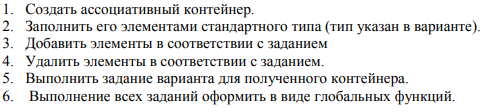 1. Создать ассоциативный контейнер.
2. Заполнить его элементами стандартного типа (тип указан в варианте).
3. Добавить элементы в соответствии с заданием
4. Удалить элементы в соответствии с заданием.
5. Выполнить задание варианта для полученного контейнера.
6. Выполнение всех заданий оформить в виде глобальных функций.